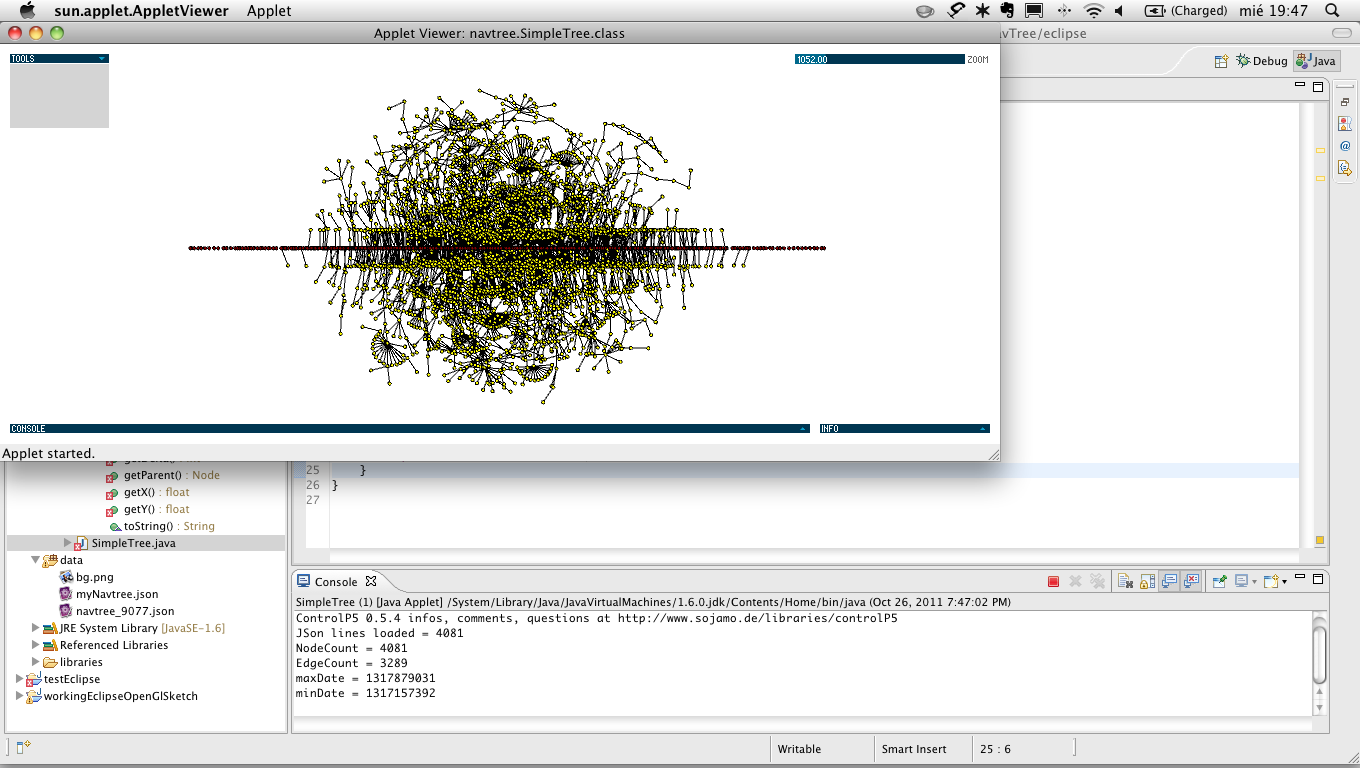 sun.applet.AppletViewer Applet (Charged) mié 19:47
Applet Viewer: navtree.SimpleTree.class
avTree/eclipse
TOOLS
1052.00 ZOOM
Debug Java
CONSOLE
INFO
Applet started.
getParent() : Node
getX() : float
getY() : float
toString() : String
SimpleTree.java
data
bg.png
myNavtree.json
navtree_9077.json
JRE System Library [JavaSE-1.6]
Referenced Libraries
libraries
testEclipse
workingEclipseOpenGlSketch
25 }
26 }
27
Console
SimpleTree (1) [Java Applet] /System/Library/Java/JavaVirtualMachines/1.6.0.jdk/Contents/Home/bin/java (Oct 26, 2011 7:47:02 PM)
ControlP5 0.5.4 infos, comments, questions at http://www.sojamo.de/libraries/controlP5
JSon lines loaded = 4081
NodeCount = 4081
EdgeCount = 3289
maxDate = 1317879031
minDate = 1317157392
Writable Smart Insert 25 : 6